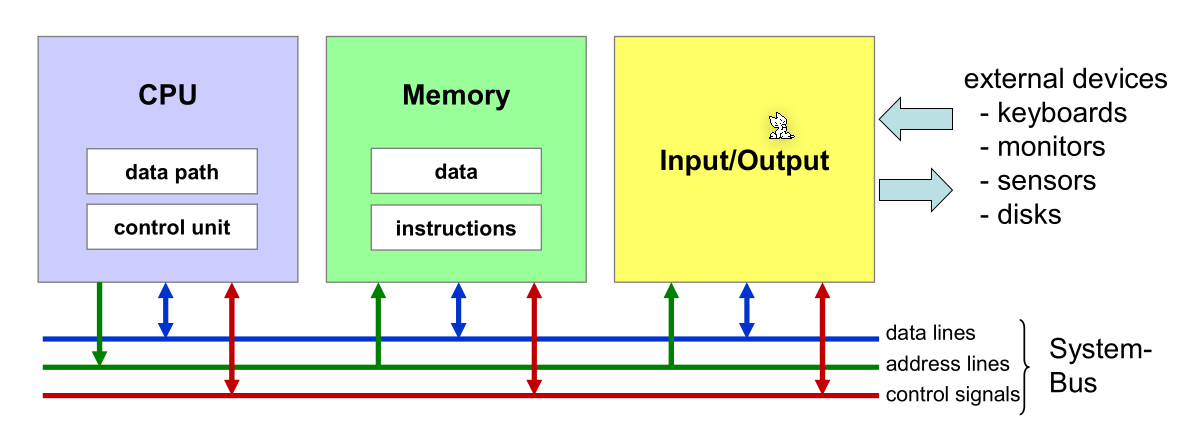 CPU
data path
control unit
Memory
data
instructions
Input/Output
external devices
- keyboards
- monitors
- sensors
- disks
data lines
address lines
control signals
System-
Bus